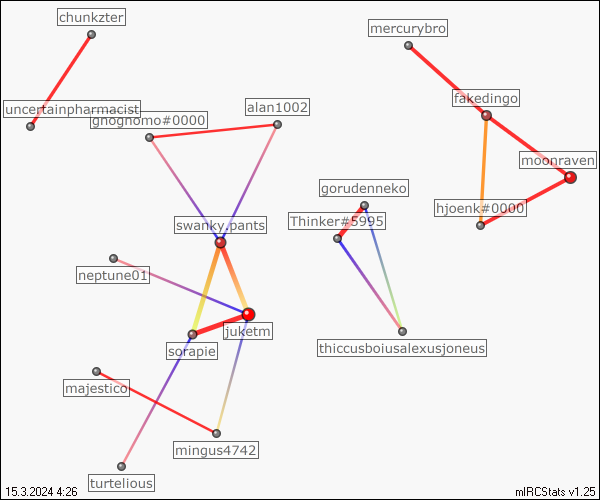 chunkzter
mercurybro
uncertainpharmacist
gnognomo#0000
alan1002
fakedingo
moonraven
gorudenneko
hjoenk#0000
swanky.pants
Thinker#5995
neptune01
juketm
sorapie
thiccusboiusalexusjoneus
majestico
mingus4742
turtelious
15.3.2024 4:26
mIRCStats v1.25